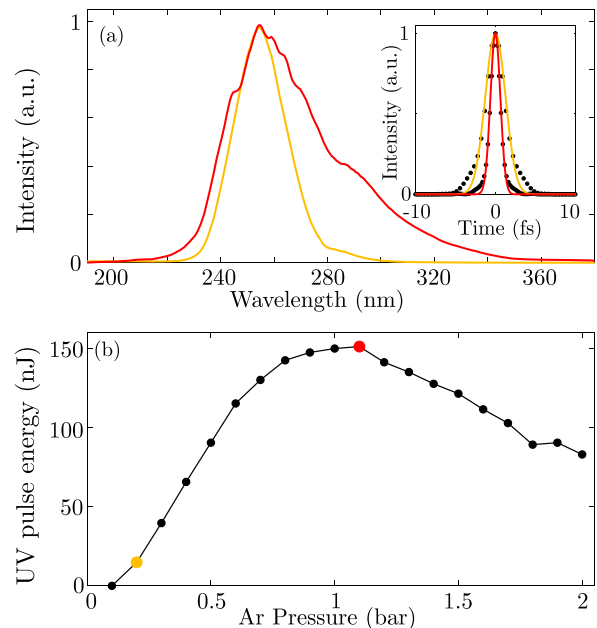 (a)
1
0
Intensity (a.u.)
200 240 280 320 360
Wavelength (nm)
1
0
Intensity (a.u.)
-10 0 10
Time (fs)
(b)
150
100
50
0
UV pulse energy (nJ)
0 0.5 1 1.5 2
Ar Pressure (bar)